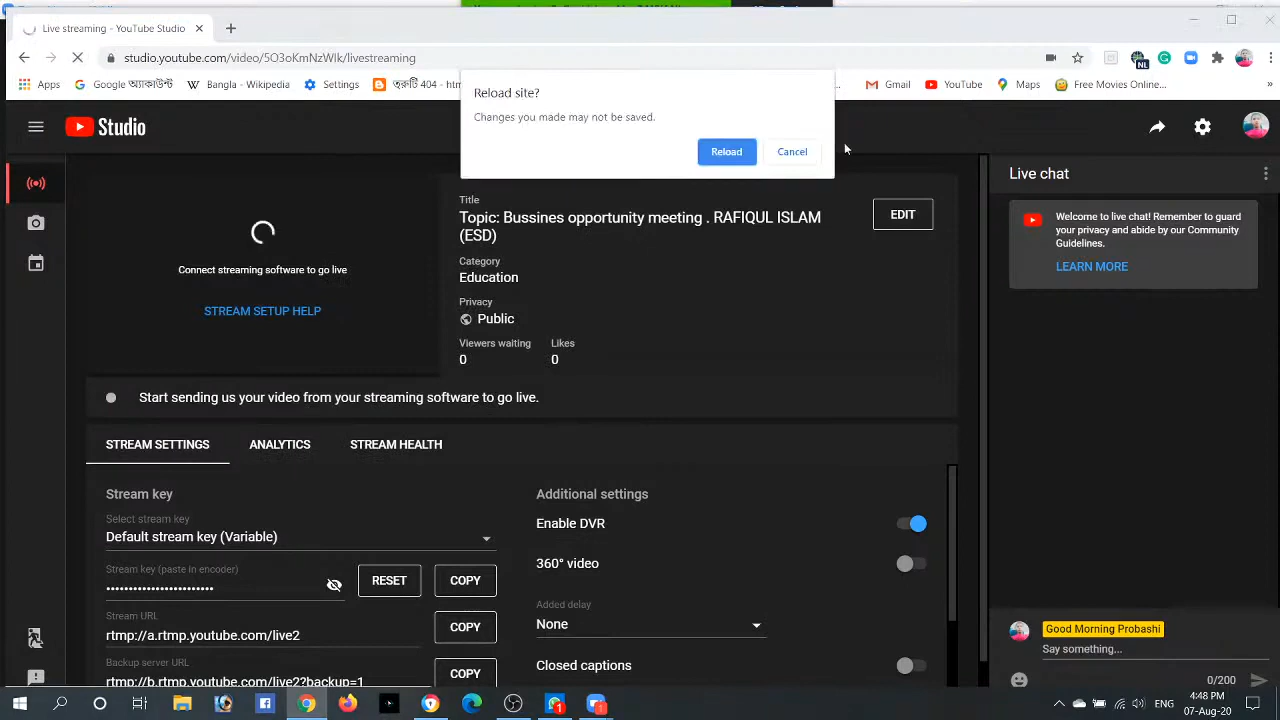 Live streaming - YouTube Studio
studio.youtube.com/video/5O3oKmNzWlk/livestreaming
NL
Apps
Google অ্যাকাউন্ট
Bangla - Wikipedia
Settings
ত্রুটি 404 - htm
Gmail
YouTube
Maps
Free Movies Online...
»
Reload site?
Changes you made may not be saved.
Reload
Cancel
Studio
Connect streaming software to go live
STREAM SETUP HELP
Title
Topic: Bussines opportunity meeting . RAFIQUL ISLAM
(ESD)
EDIT
Category
Education
Privacy
Public
Viewers waiting
Likes
0
0
Start sending us your video from your streaming software to go live.
STREAM SETTINGS
ANALYTICS
STREAM HEALTH
Stream key
Select stream key
Default stream key (Variable)
Stream key (paste in encoder)
•••••••••••••••••••••••
RESET
COPY
Stream URL
rtmp://a.rtmp.youtube.com/live2
COPY
Backup server URL
rtmp://b.rtmp.youtube.com/live2?backup=1
COPY
Additional settings
Enable DVR
360° video
Added delay
None
Closed captions
Live chat
Welcome to live chat! Remember to guard
your privacy and abide by our Community
Guidelines.
LEARN MORE
Good Morning Probashi
Say something...
0/200
ENG
4:48 PM
07-Aug-20